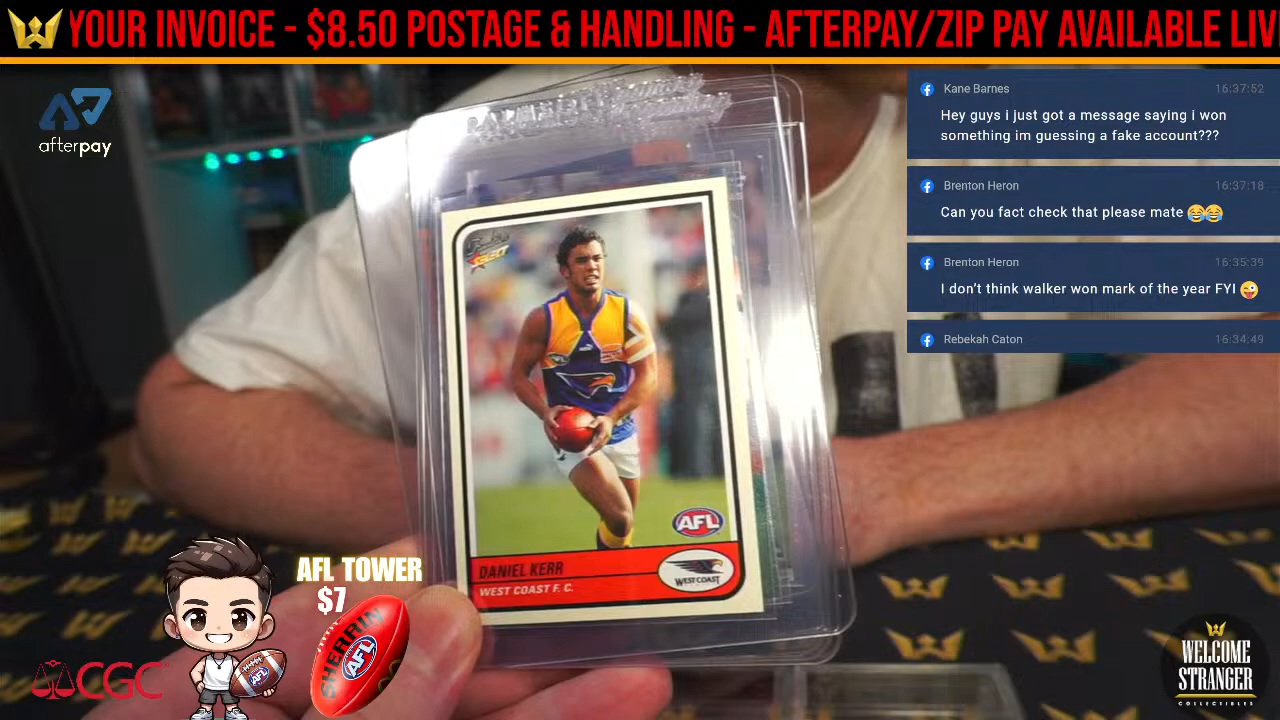 YOUR INVOICE - $8.50 POSTAGE & HANDLING - AFTERPAY/ZIP PAY AVAILABLE LIV
afterpay
Kane Barnes 16:37:52
Hey guys i just got a message saying i won
something im guessing a fake account???
Brenton Heron 16:37:18
Can you fact check that please mate 😂😂
Brenton Heron 16:35:39
I don't think walker won mark of the year FYI 😜
Rebekah Caton 16:34:49
AFL
DANIEL KERR
WEST COAST F. C.
WEST COAST
AFL TOWER
$7
SHERRIN
AFL
AFL
CGC
WELCOME
STRANGER
COLLECTIBLES